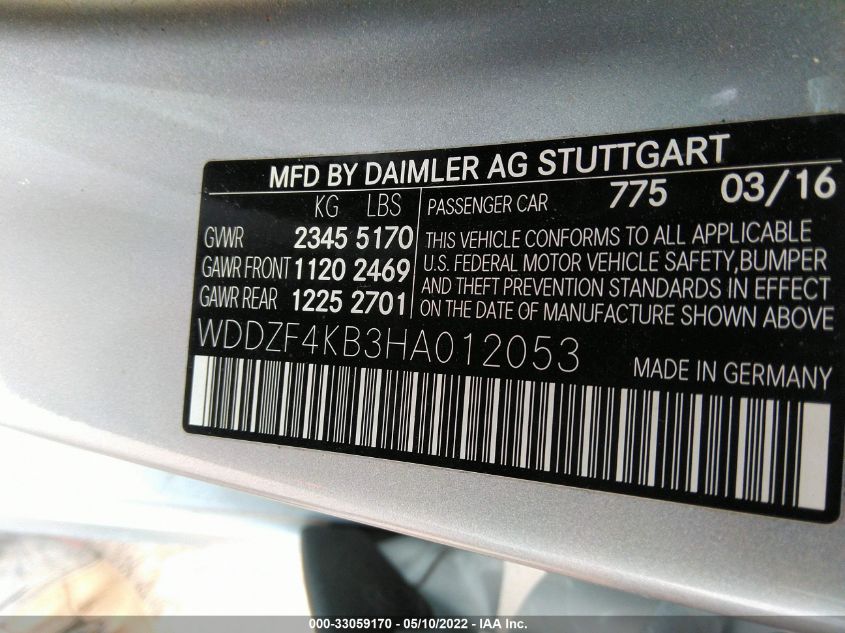 MFD BY DAIMLER AG STUTTGART
KG LBS
GVWR 2345 5170
GAWR FRONT 1120 2469
GAWR REAR 1225 2701
PASSENGER CAR 775 03/16
THIS VEHICLE CONFORMS TO ALL APPLICABLE
U.S. FEDERAL MOTOR VEHICLE SAFETY,BUMPER
AND THEFT PREVENTION STANDARDS IN EFFECT
ON THE DATE OF MANUFACTURE SHOWN ABOVE
WDDZF4KB3HA012053
MADE IN GERMANY
000-33059170 - 05/10/2022 - IAA Inc.